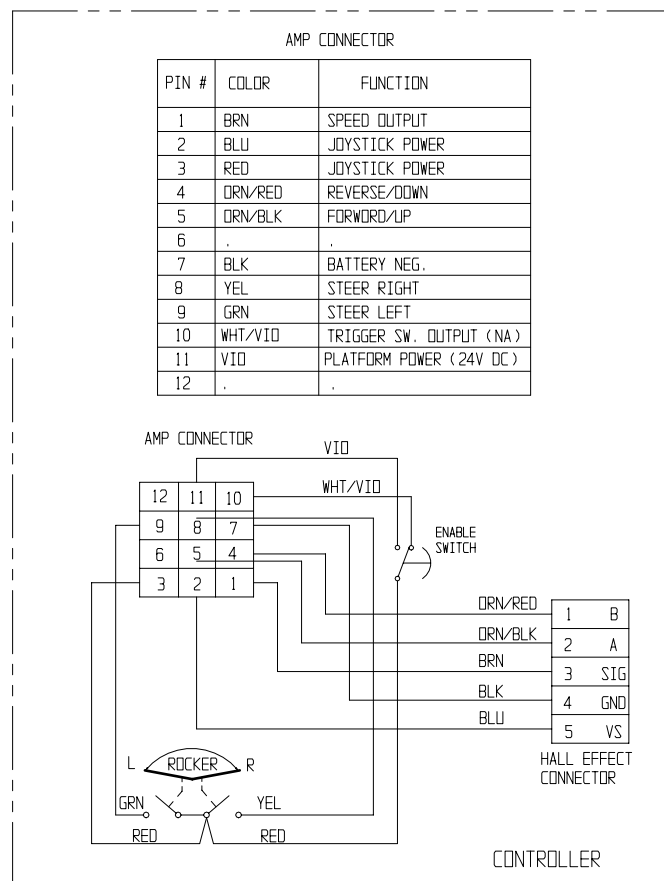 AMP CONNECTOR
PIN # COLOR FUNCTION
1 BRN SPEED OUTPUT
2 BLU JOYSTICK POWER
3 RED JOYSTICK POWER
4 ORN/RED REVERSE/DOWN
5 ORN/BLK FORWORD/UP
6 . .
7 BLK BATTERY NEG.
8 YEL STEER RIGHT
9 GRN STEER LEFT
10 WHT/VIO TRIGGER SW. OUTPUT (NA)
11 VIO PLATFORM POWER (24V DC)
12 . .
AMP CONNECTOR
VIO
WHT/VIO
12 11 10
9 8 7
6 5 4
3 2 1
ENABLE
SWITCH
ORN/RED
ORN/BLK
BRN
BLK
BLU
1 B
2 A
3 SIG
4 GND
5 VS
HALL EFFECT
CONNECTOR
L ROCKER R
GRN YEL
RED RED
CONTROLLER